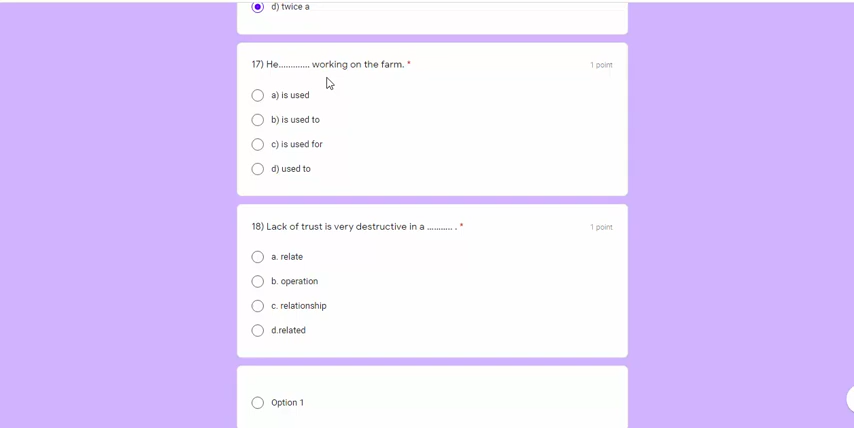 d) twice a
17) He............. working on the farm. *
1 point
a) is used
b) is used to
c) is used for
d) used to
18) Lack of trust is very destructive in a ........... . *
1 point
a. relate
b. operation
c. relationship
d.related
Option 1